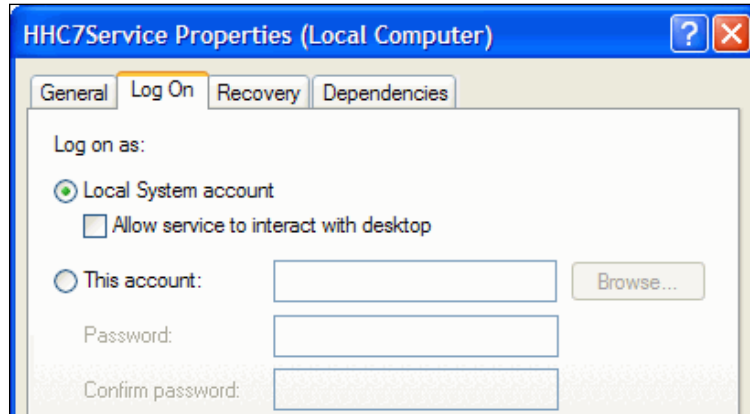 HHC7Service Properties (Local Computer)
General Log On Recovery Dependencies
Log on as:
Local System account
Allow service to interact with desktop
This account:
Browse...
Password:
Confirm password: